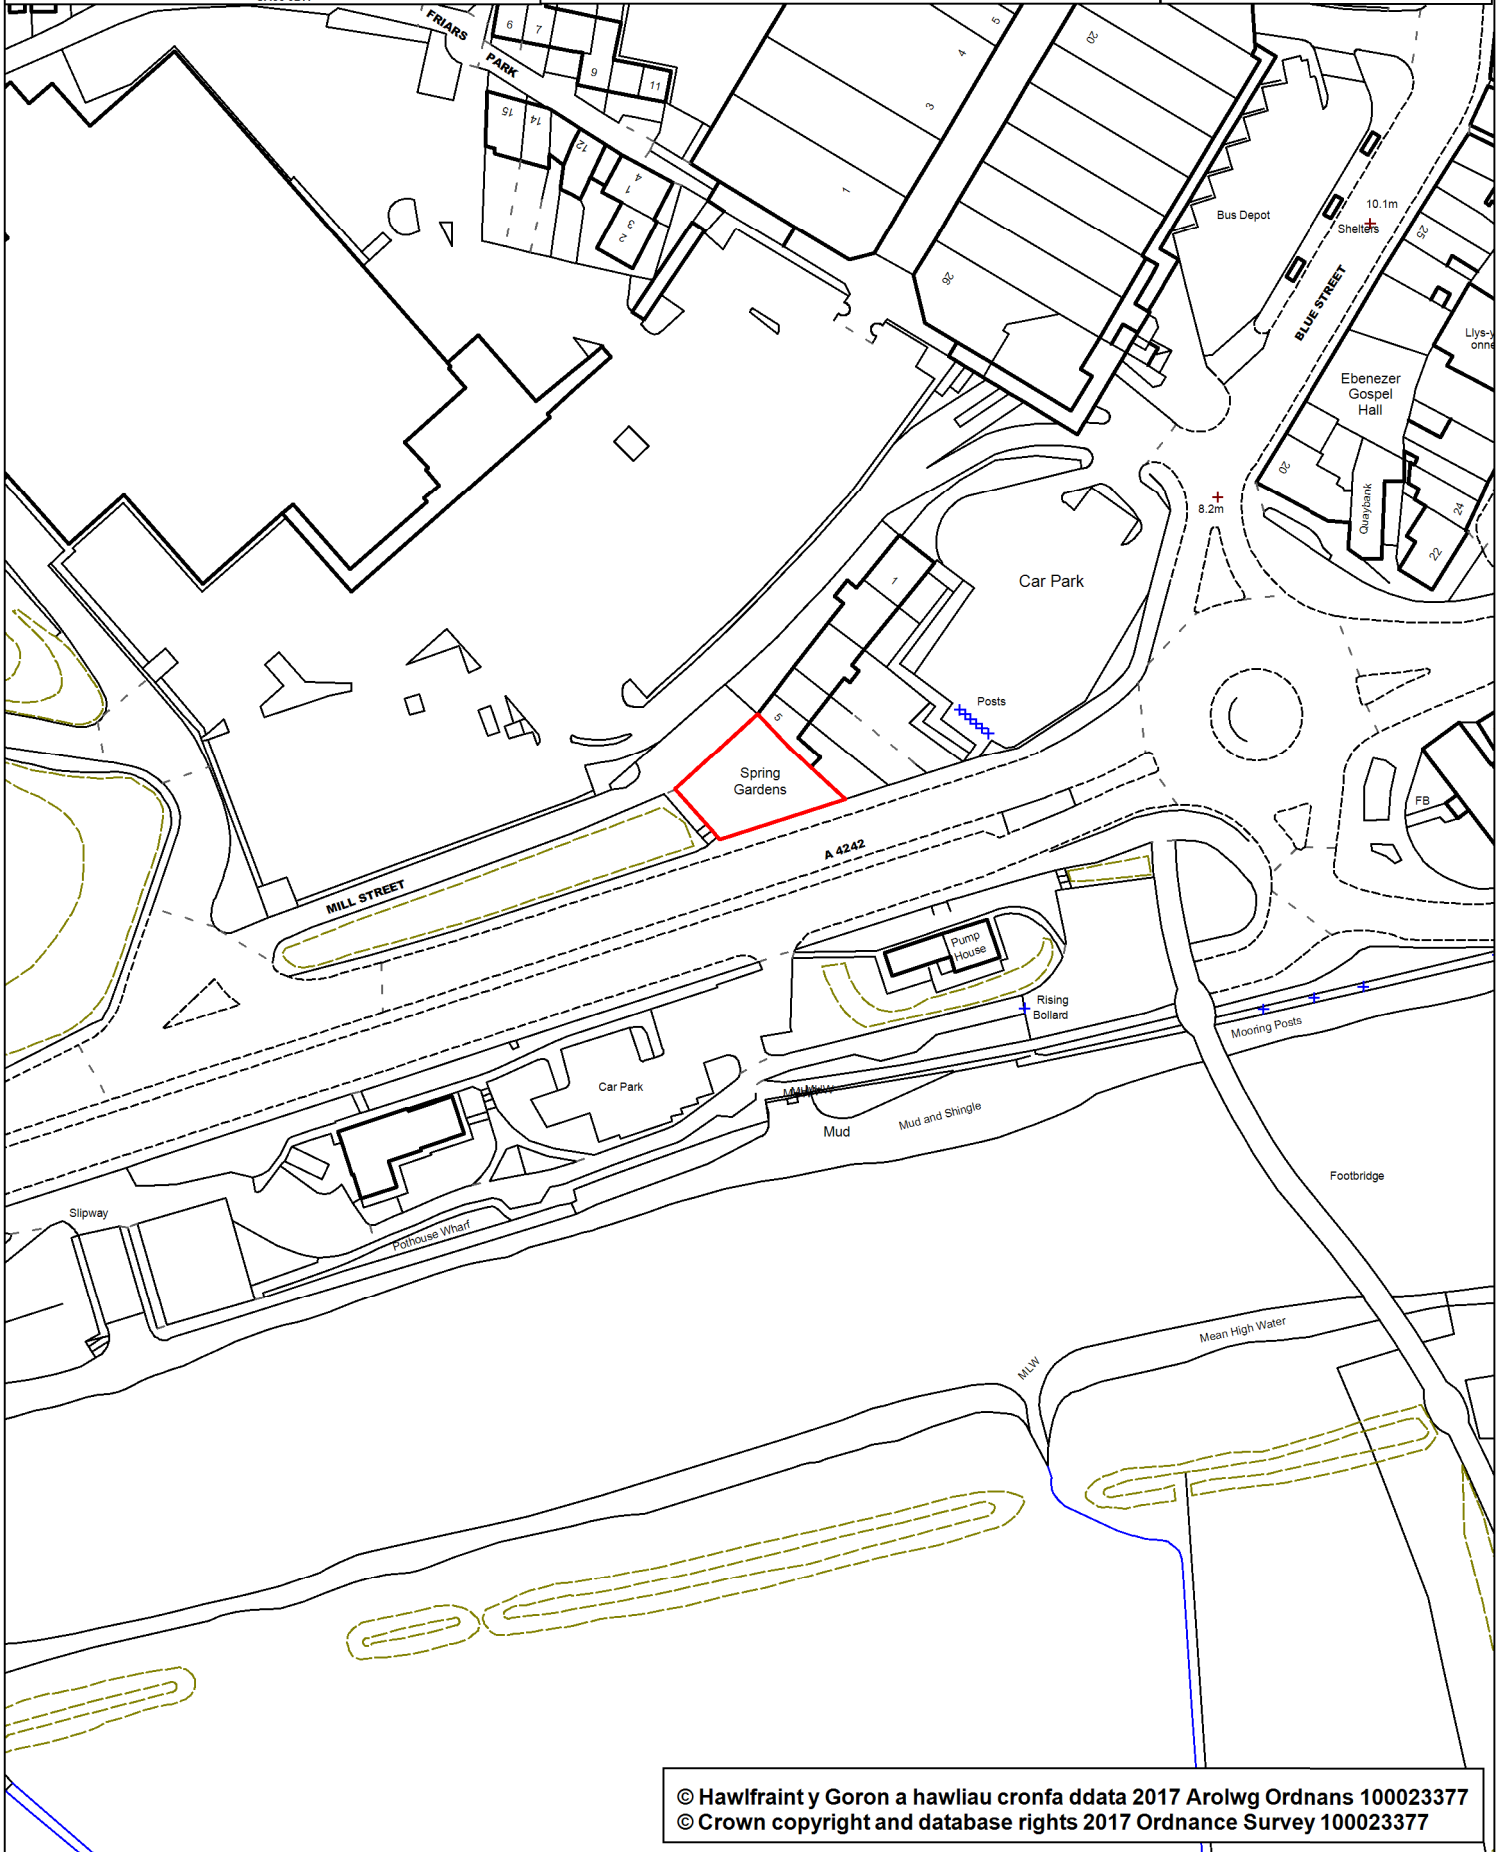 FRIARS
PARK
6
7
9
11
15
14
12
4
1
3
2
5
4
3
1
20
26
Bus Depot
10.1m
Shelters
BLUE STREET
25
Llys-y
onne
Ebenezer
Gospel
Hall
20
Quaybank
24
22
8.2m
1
Car Park
Posts
5
Spring
Gardens
FB
A 4242
MILL STREET
Pump
House
Rising
Bollard
Mooring Posts
Car Park
Mud and Shingle
Mud
Footbridge
Slipway
Pothouse Wharf
Mean High Water
MLW
© Hawlfraint y Goron a hawliau cronfa ddata 2017 Arolwg Ordnans 100023377
© Crown copyright and database rights 2017 Ordnance Survey 100023377